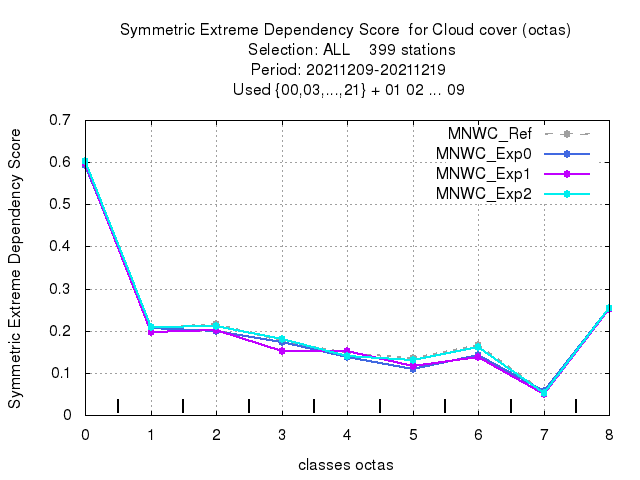 Symmetric Extreme Dependency Score  for Cloud cover (octas)
Selection: ALL    399 stations
Period: 20211209-20211219
Used {00,03,...,21} + 01 02 ... 09
Symmetric Extreme Dependency Score
0.7
0.6
0.5
0.4
0.3
0.2
0.1
0
MNWC_Ref
MNWC_Exp0
MNWC_Exp1
MNWC_Exp2
0 1 2 3 4 5 6 7 8
classes octas